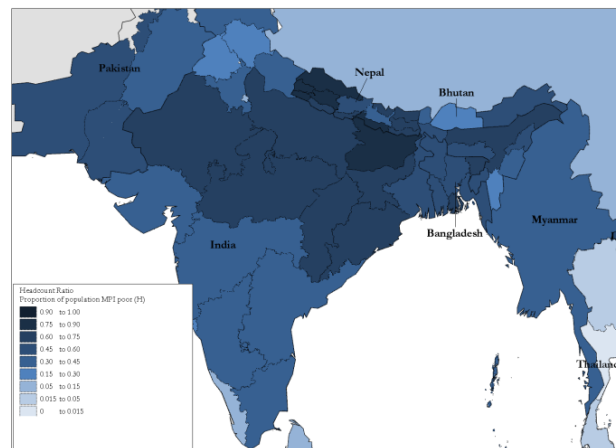 Pakistan
Nepal
Bhutan
India
Bangladesh
Myanmar
Thailand
Headcount Ratio
Proportion of population MPI poor (H)
0.90 to 1.00
0.75 to 0.90
0.60 to 0.75
0.45 to 0.60
0.30 to 0.45
0.15 to 0.30
0.05 to 0.15
0.015 to 0.05
0 to 0.015